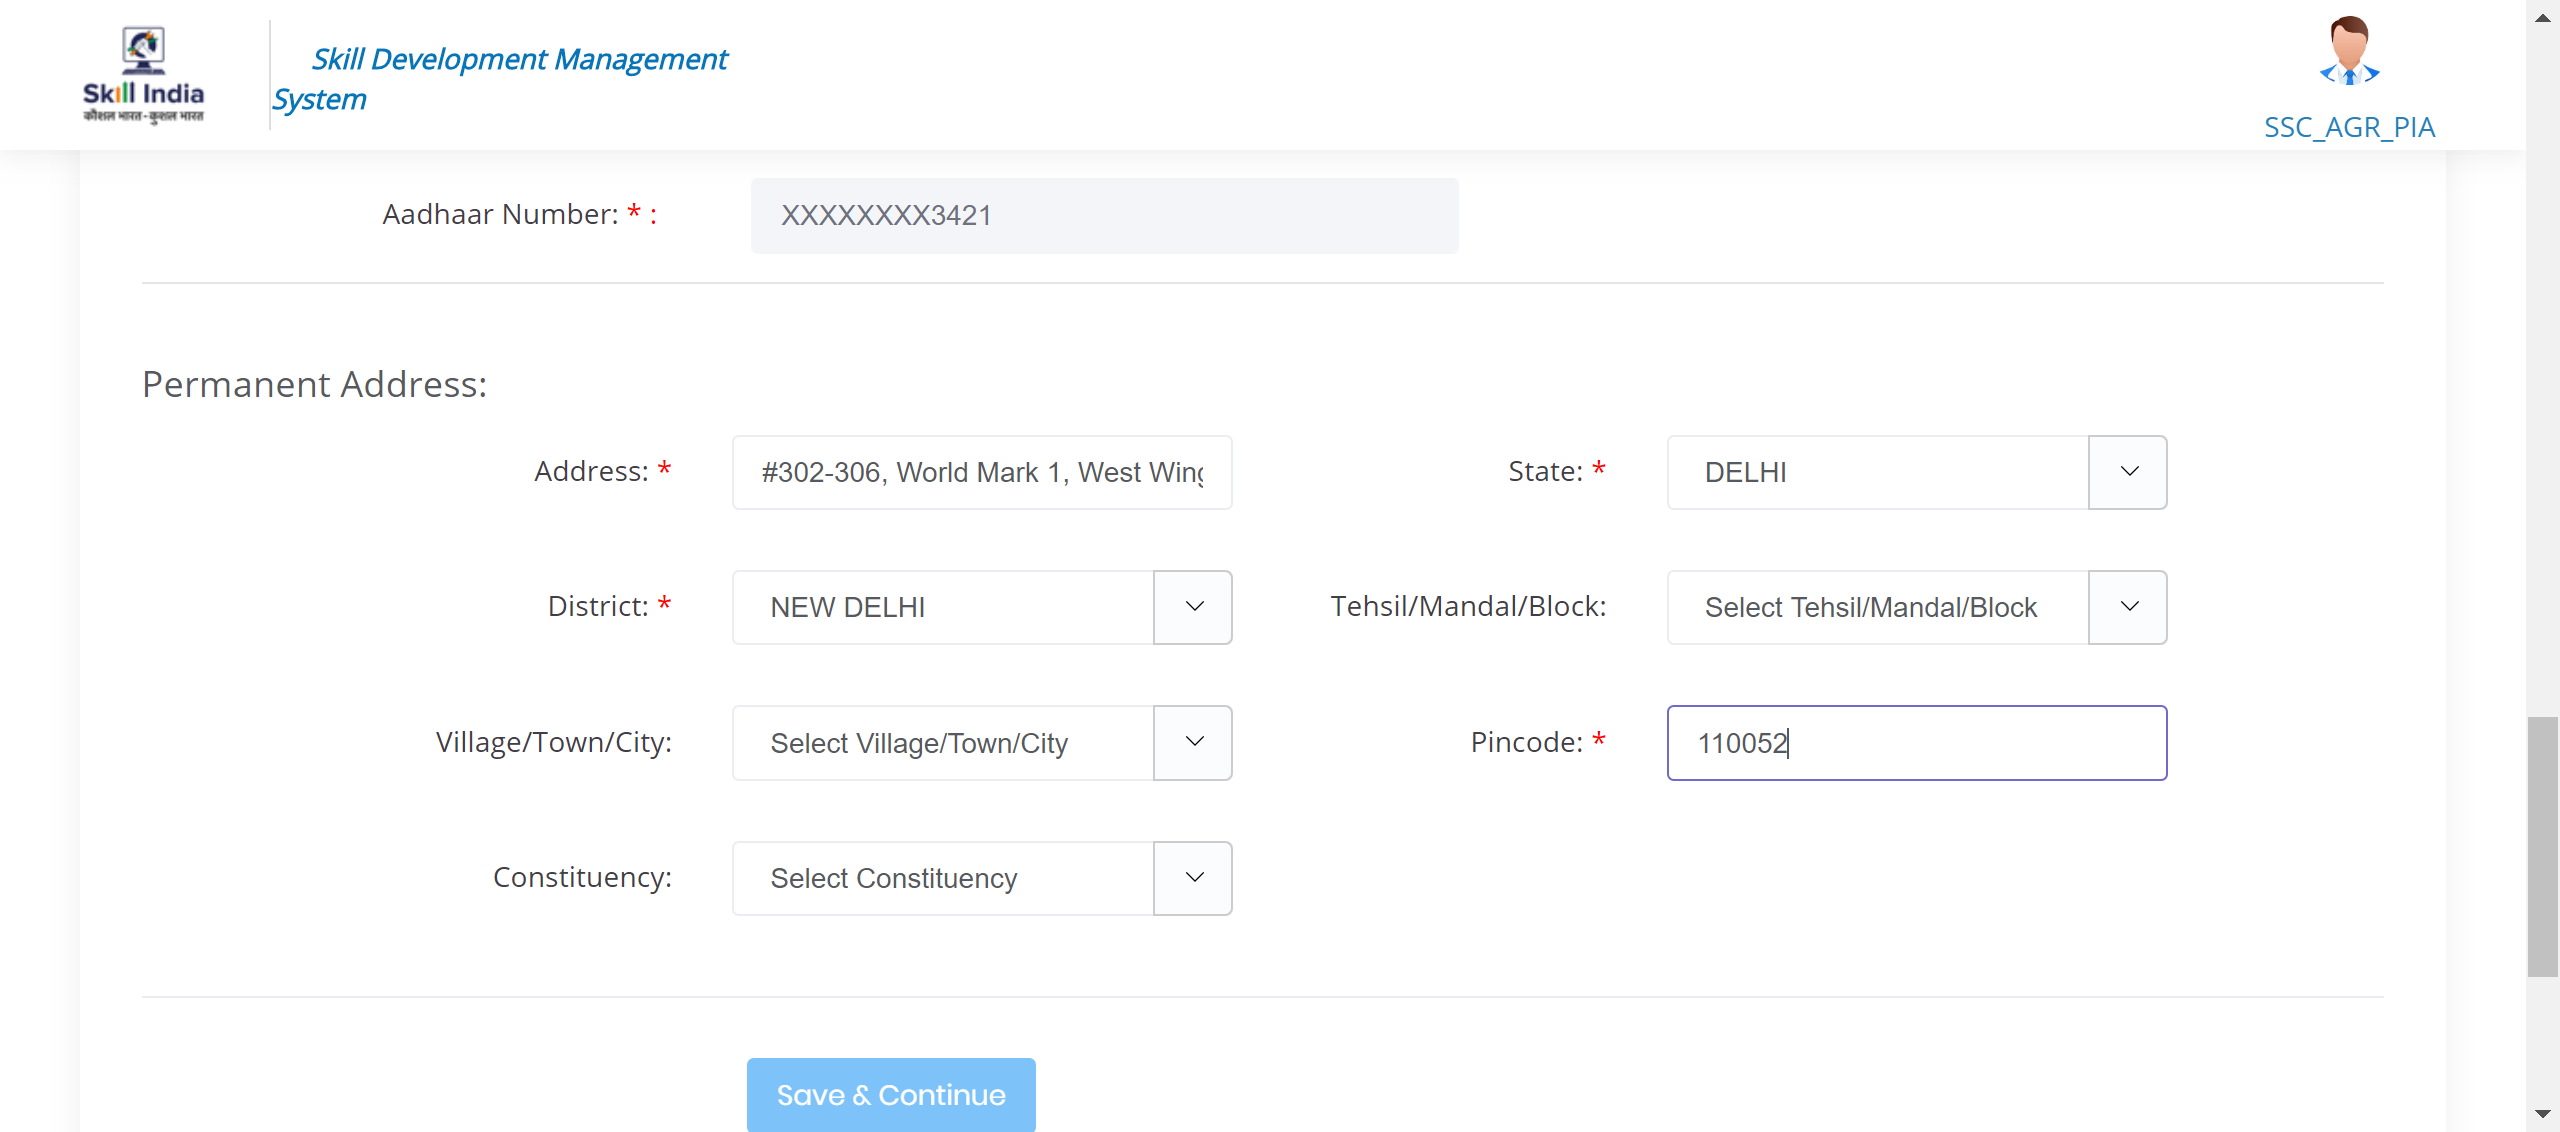 Skill India
कौशल भारत - कुशल भारत
Skill Development Management
System
SSC_AGR_PIA
Aadhaar Number: * :
XXXXXXXX3421
Permanent Address:
Address: *
#302-306, World Mark 1, West Wing
State: *
DELHI
District: *
NEW DELHI
Tehsil/Mandal/Block:
Select Tehsil/Mandal/Block
Village/Town/City:
Select Village/Town/City
Pincode: *
110052
Constituency:
Select Constituency
Save & Continue